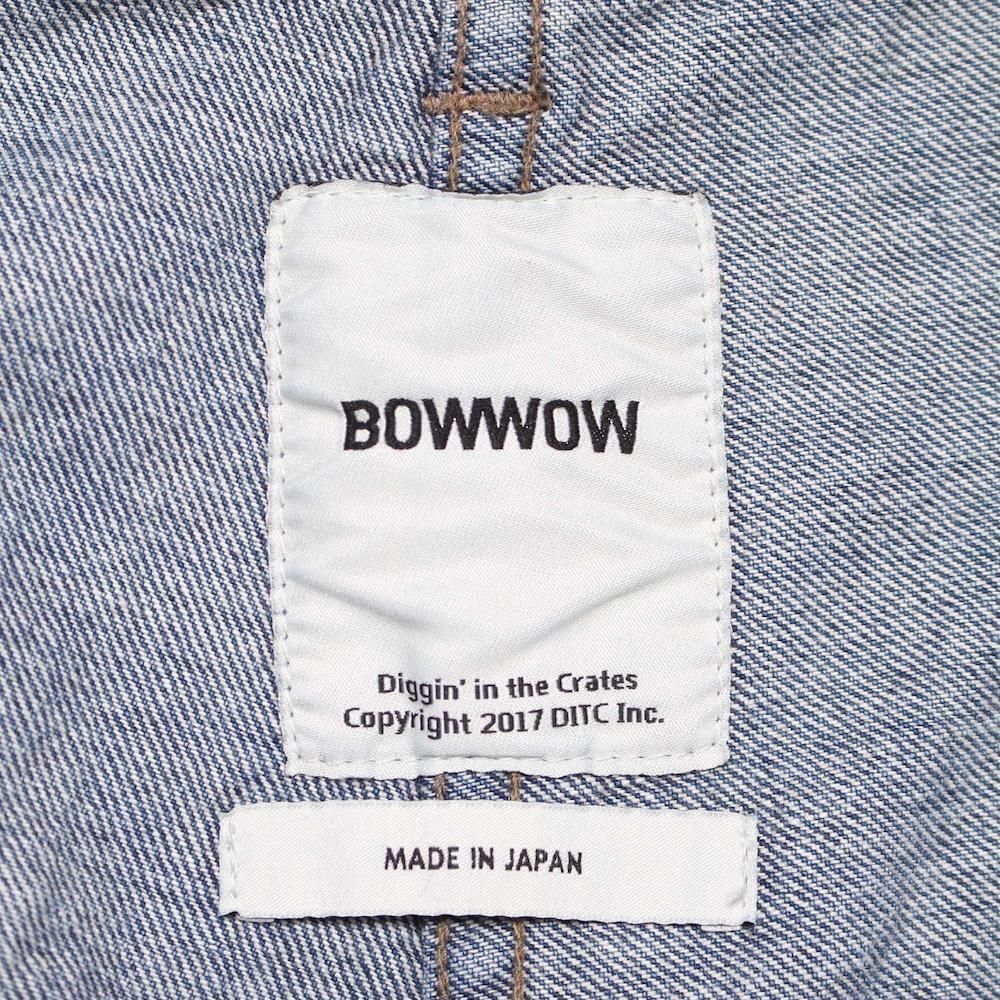 BOWWOW
Diggin' in the Crates
Copyright 2017 DITC Inc.
MADE IN JAPAN